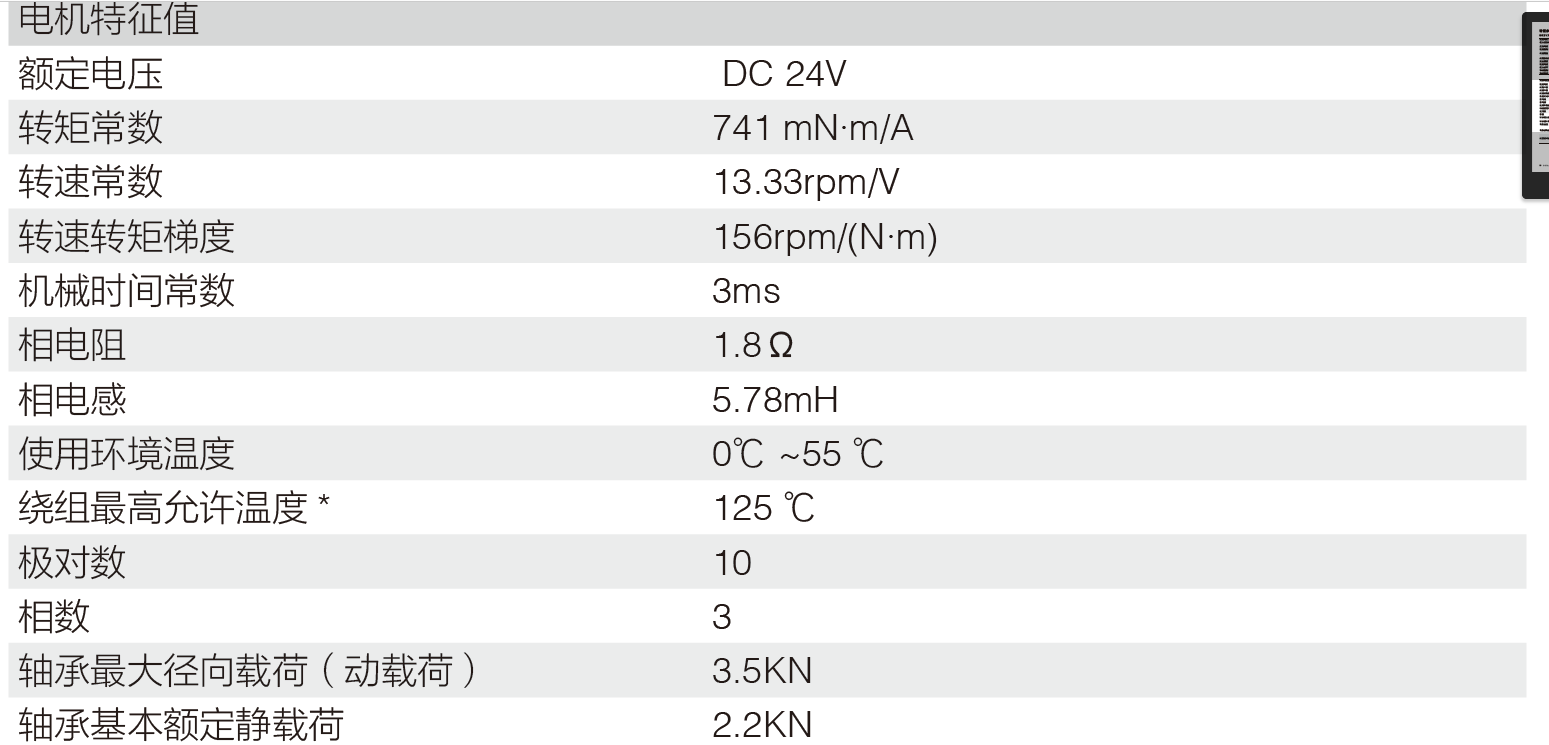 电机特征值
额定电压 DC 24V
转矩常数 741 mN·m/A
转速常数 13.33rpm/V
转速转矩梯度 156rpm/(N·m)
机械时间常数 3ms
相电阻 1.8 Ω
相电感 5.78mH
使用环境温度 0℃ ~55 ℃
绕组最高允许温度 * 125 ℃
极对数 10
相数 3
轴承最大径向载荷 ( 动载荷 ) 3.5KN
轴承基本额定静载荷 2.2KN